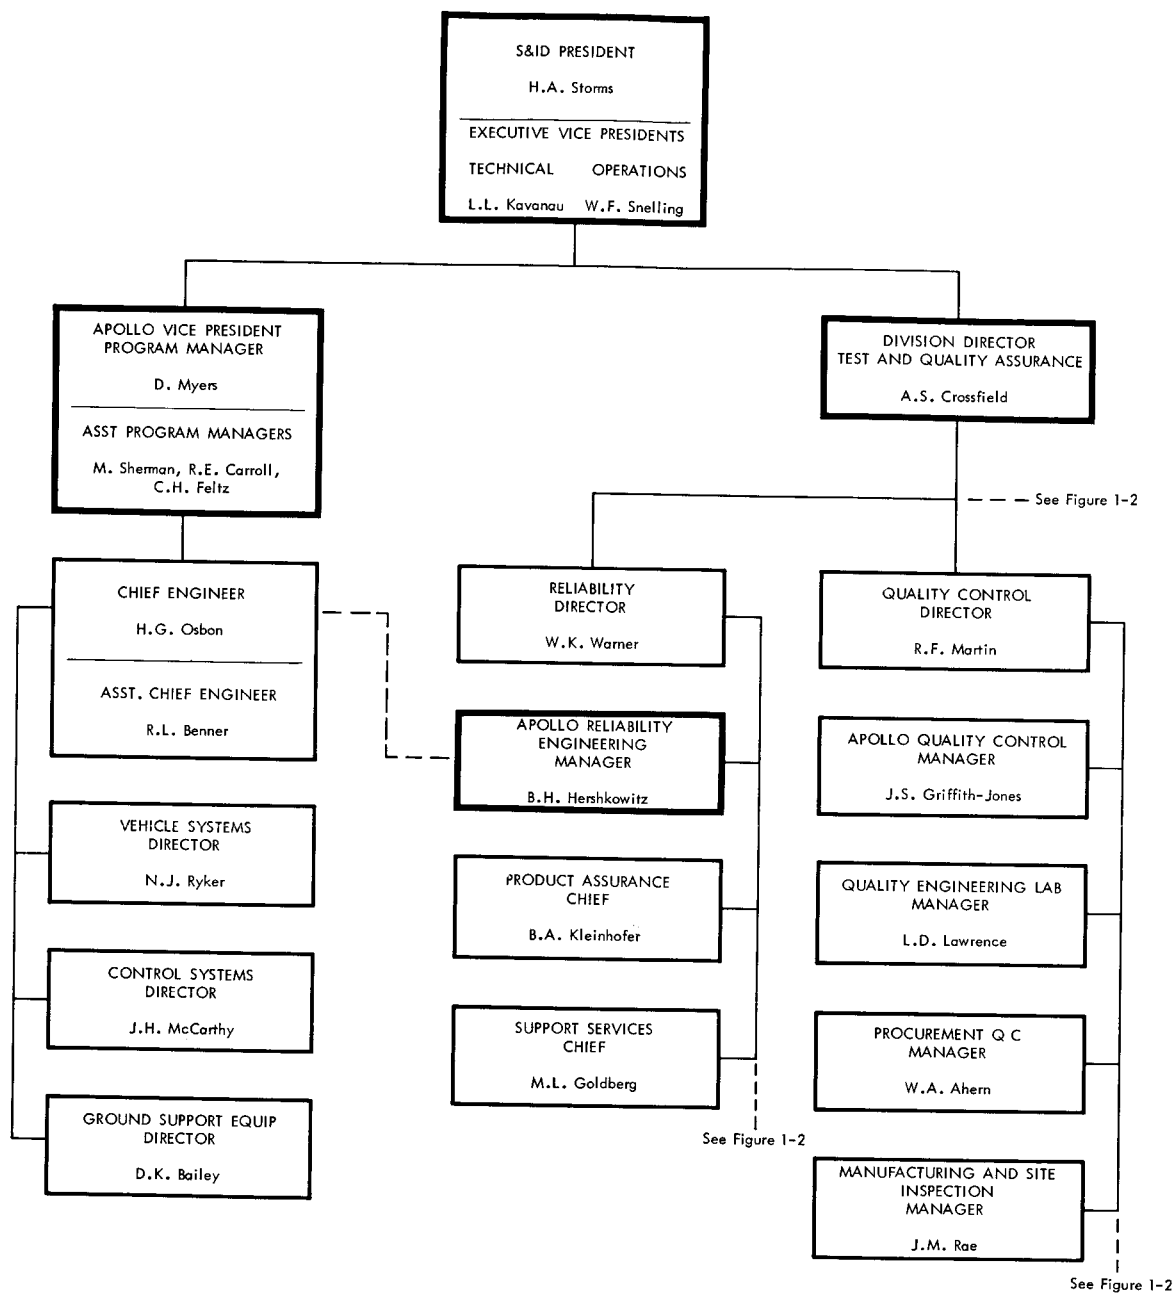 S&ID PRESIDENT
H.A. Storms
EXECUTIVE VICE PRESIDENTS
TECHNICAL OPERATIONS
L.L. Kavanau W.F. Snelling
APOLLO VICE PRESIDENT
PROGRAM MANAGER
D. Myers
ASST PROGRAM MANAGERS
M. Sherman, R.E. Carroll,
C.H. Feltz
DIVISION DIRECTOR
TEST AND QUALITY ASSURANCE
A.S. Crossfield
See Figure 1-2
CHIEF ENGINEER
H.G. Osbon
ASST. CHIEF ENGINEER
R.L. Benner
VEHICLE SYSTEMS
DIRECTOR
N.J. Ryker
CONTROL SYSTEMS
DIRECTOR
J.H. McCarthy
GROUND SUPPORT EQUIP
DIRECTOR
D.K. Bailey
RELIABILITY
DIRECTOR
W.K. Warner
APOLLO RELIABILITY
ENGINEERING
MANAGER
B.H. Hershkowitz
PRODUCT ASSURANCE
CHIEF
B.A. Kleinhofer
SUPPORT SERVICES
CHIEF
M.L. Goldberg
See Figure 1-2
QUALITY CONTROL
DIRECTOR
R.F. Martin
APOLLO QUALITY CONTROL
MANAGER
J.S. Griffith-Jones
QUALITY ENGINEERING LAB
MANAGER
L.D. Lawrence
PROCUREMENT Q C
MANAGER
W.A. Ahern
MANUFACTURING AND SITE
INSPECTION
MANAGER
J.M. Rae
See Figure 1-2